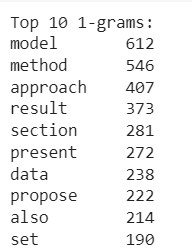 Top 10 1-grams:
model 612
method 546
approach 407
result 373
section 281
present 272
data 238
propose 222
also 214
set 190